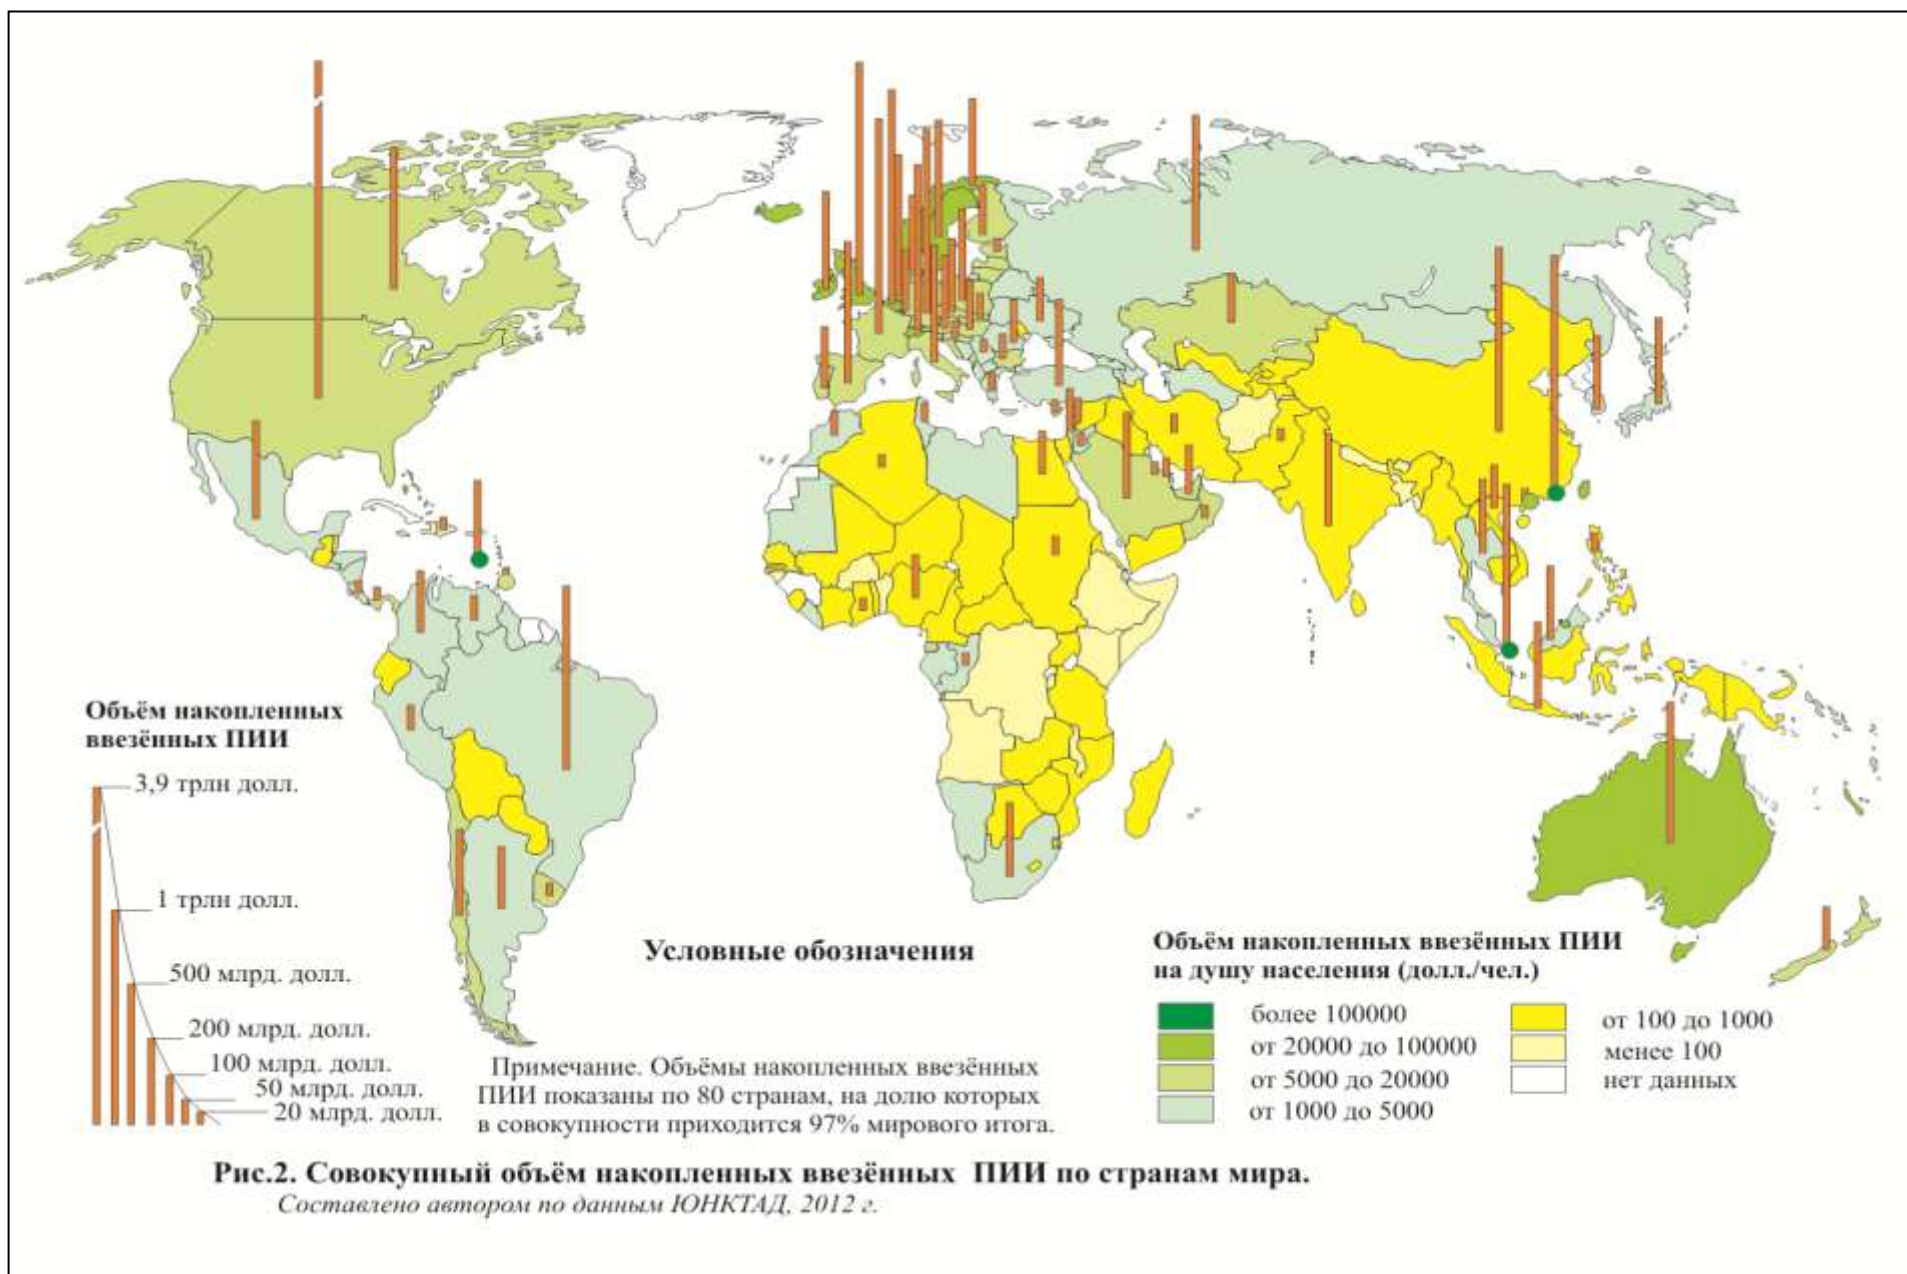 Объём накопленных
ввезённых ПИИ
3,9 трлн долл.
1 трлн долл.
500 млрд. долл.
200 млрд. долл.
100 млрд. долл.
50 млрд. долл.
20 млрд. долл.
Условные обозначения
Примечание. Объёмы накопленных ввезённых
ПИИ показаны по 80 странам, на долю которых
в совокупности приходится 97% мирового итога.
Объём накопленных ввезённых ПИИ
на душу населения (долл./чел.)
более 100000
от 20000 до 100000
от 5000 до 20000
от 1000 до 5000
от 100 до 1000
менее 100
нет данных
Рис.2. Совокупный объём накопленных ввезённых ПИИ по странам мира.
Составлено автором по данным ЮНКТАД, 2012 г.